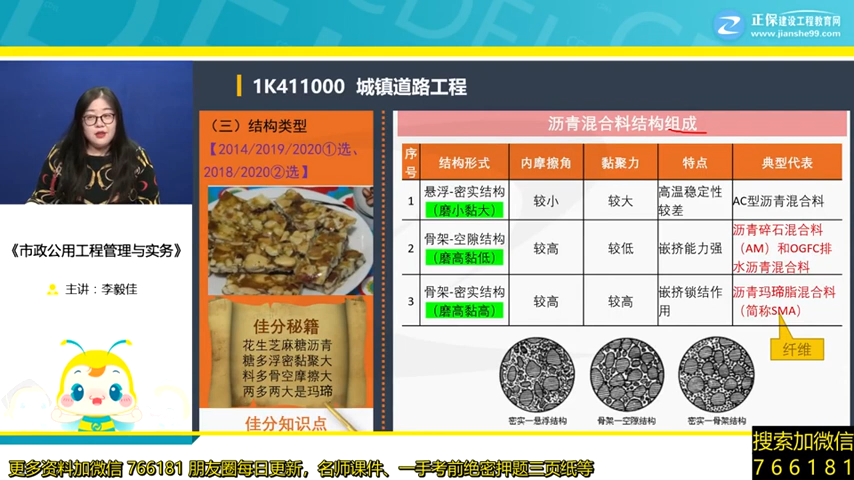 正保建设工程教育网
www.jianshe99.com
1K411000 城镇道路工程
《市政公用工程管理与实务》
主讲：李毅佳
（三）结构类型
【2014/2019/2020①选、
2018/2020②选】
佳分秘籍
花生芝麻糖沥青
糖多浮密黏聚大
料多骨空摩擦大
两多两大是玛𤧛
佳分知识点
沥青混合料结构组成
序号 结构形式 内摩擦角 黏聚力 特点 典型代表
1 悬浮-密实结构（磨小黏大） 较小 较大 高温稳定性较差 AC型沥青混合料
2 骨架-空隙结构（磨高黏低） 较高 较低 嵌挤能力强 沥青碎石混合料（AM）和OGFC排水沥青混合料
3 骨架-密实结构（磨高黏高） 较高 较高 嵌挤锁结作用 沥青玛𤧛脂混合料（简称SMA）
纤维
密实—悬浮结构 骨架—空隙结构 密实—骨架结构
搜索加微信
766181
更多资料加微信 766181 朋友圈每日更新，名师课件、一手考前绝密押题三页纸等